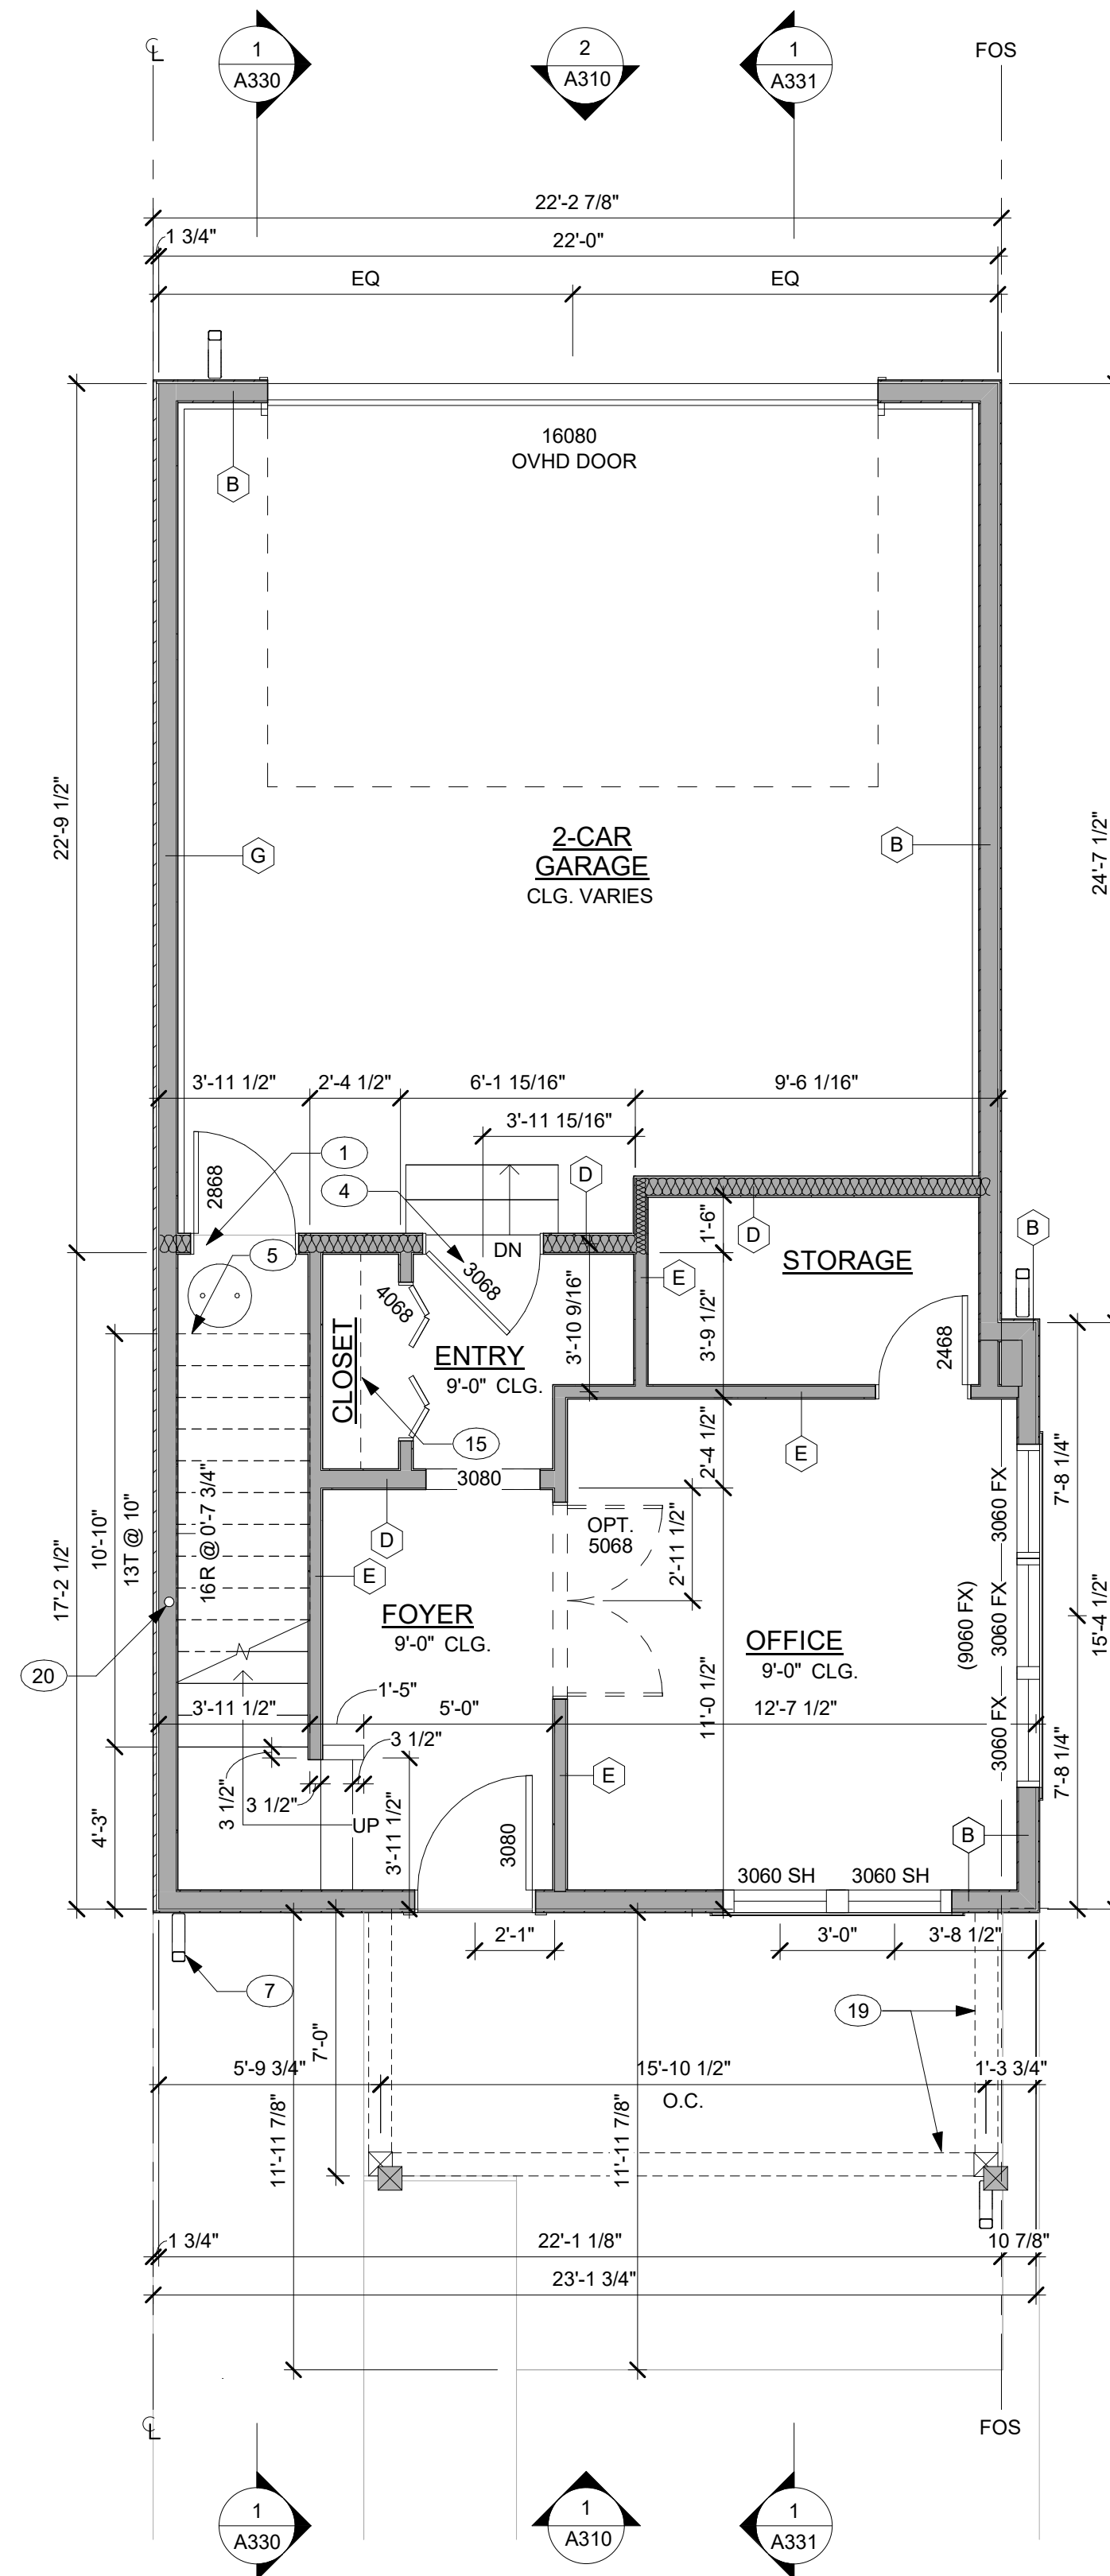 ℄
1
A330
2
A310
1
A331
FOS
22'-2 7/8"
1 3/4"
22'-0"
EQ
EQ
16080
OVHD DOOR
B
22'-9 1/2"
24'-7 1/2"
2-CAR
GARAGE
CLG. VARIES
G
B
3'-11 1/2"
2'-4 1/2"
6'-1 15/16"
9'-6 1/16"
3'-11 15/16"
1
4
2868
D
D
1'-6"
B
5
DN
3068
4068
STORAGE
E
3'-10 9/16"
3'-9 1/2"
2468
CLOSET
ENTRY
9'-0" CLG.
15
3080
E
2'-4 1/2"
7'-8 1/4"
3060 FX
D
OPT.
5068
2'-11 1/2"
17'-2 1/2"
10'-10"
13T @ 10"
16R @ 0'-7 3/4"
E
FOYER
9'-0" CLG.
OFFICE
9'-0" CLG.
(9060 FX)
3060 FX
15'-4 1/2"
20
3'-11 1/2"
1'-5"
5'-0"
11'-0 1/2"
12'-7 1/2"
3060 FX
7'-8 1/4"
3 1/2"
E
3 1/2"
3 1/2"
UP
3'-11 1/2"
4'-3"
3080
B
3060 SH
3060 SH
2'-1"
3'-0"
3'-8 1/2"
7
19
7'-0"
5'-9 3/4"
15'-10 1/2"
O.C.
1'-3 3/4"
11'-11 7/8"
11'-11 7/8"
1 3/4"
22'-1 1/8"
10 7/8"
23'-1 3/4"
℄
FOS
1
A330
1
A310
1
A331